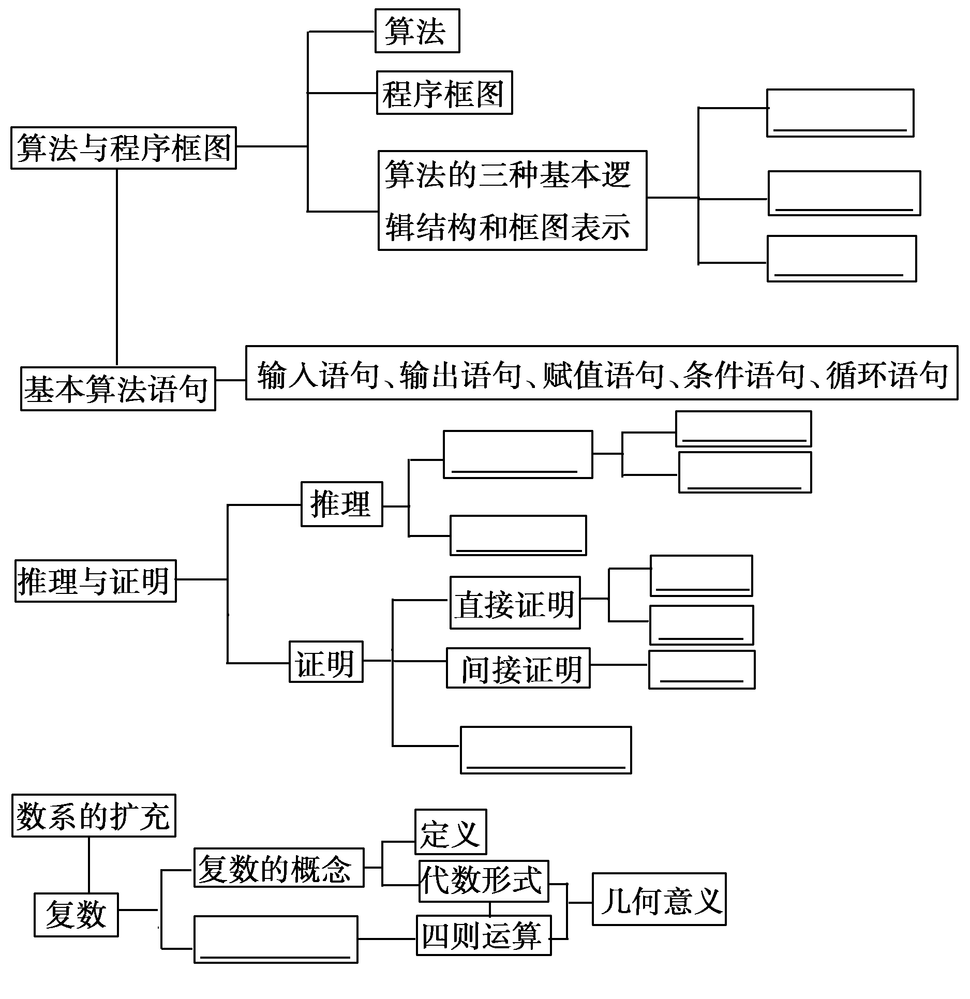 算法
程序框图
算法与程序框图
算法的三种基本逻
辑结构和框图表示
基本算法语句
输入语句、输出语句、赋值语句、条件语句、循环语句
推理
推理与证明
直接证明
证明
间接证明
数系的扩充
定义
复数的概念
代数形式
几何意义
复数
四则运算